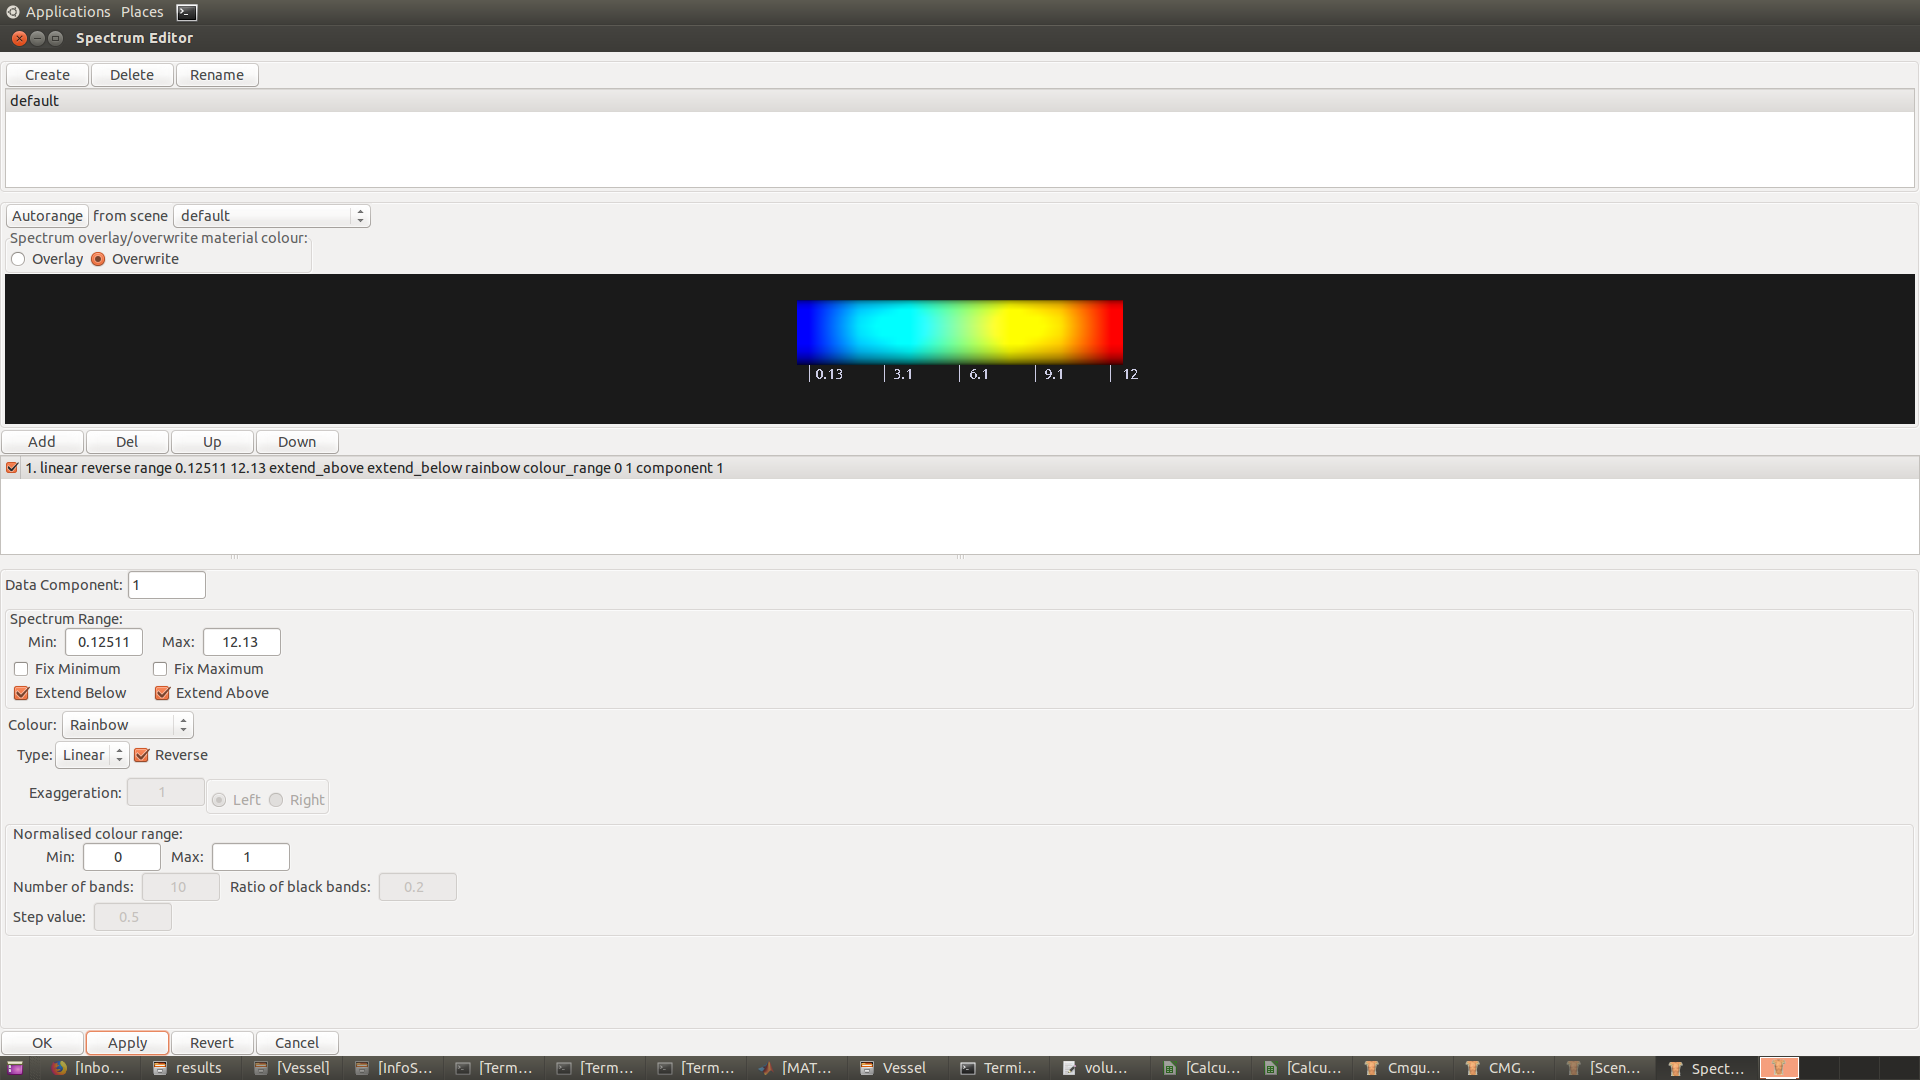 Applications Places
Spectrum Editor
Create Delete Rename
default
Autorange from scene default
Spectrum overlay/overwrite material colour:
Overlay Overwrite
0.13 3.1 6.1 9.1 12
Add Del Up Down
1. linear reverse range 0.12511 12.13 extend_above extend_below rainbow colour_range 0 1 component 1
Data Component: 1
Spectrum Range:
Min: 0.12511 Max: 12.13
Fix Minimum Fix Maximum
Extend Below Extend Above
Colour: Rainbow
Type: Linear Reverse
Exaggeration: 1 Left Right
Normalised colour range:
Min: 0 Max: 1
Number of bands: 10 Ratio of black bands: 0.2
Step value: 0.5
OK Apply Revert Cancel
[Inbo... results [Vessel] [InfoS... [Term... [Term... [Term... [MAT... Vessel Termi... volu... [Calcu... [Calcu... Cmgu... CMG... [Scen... Spect...